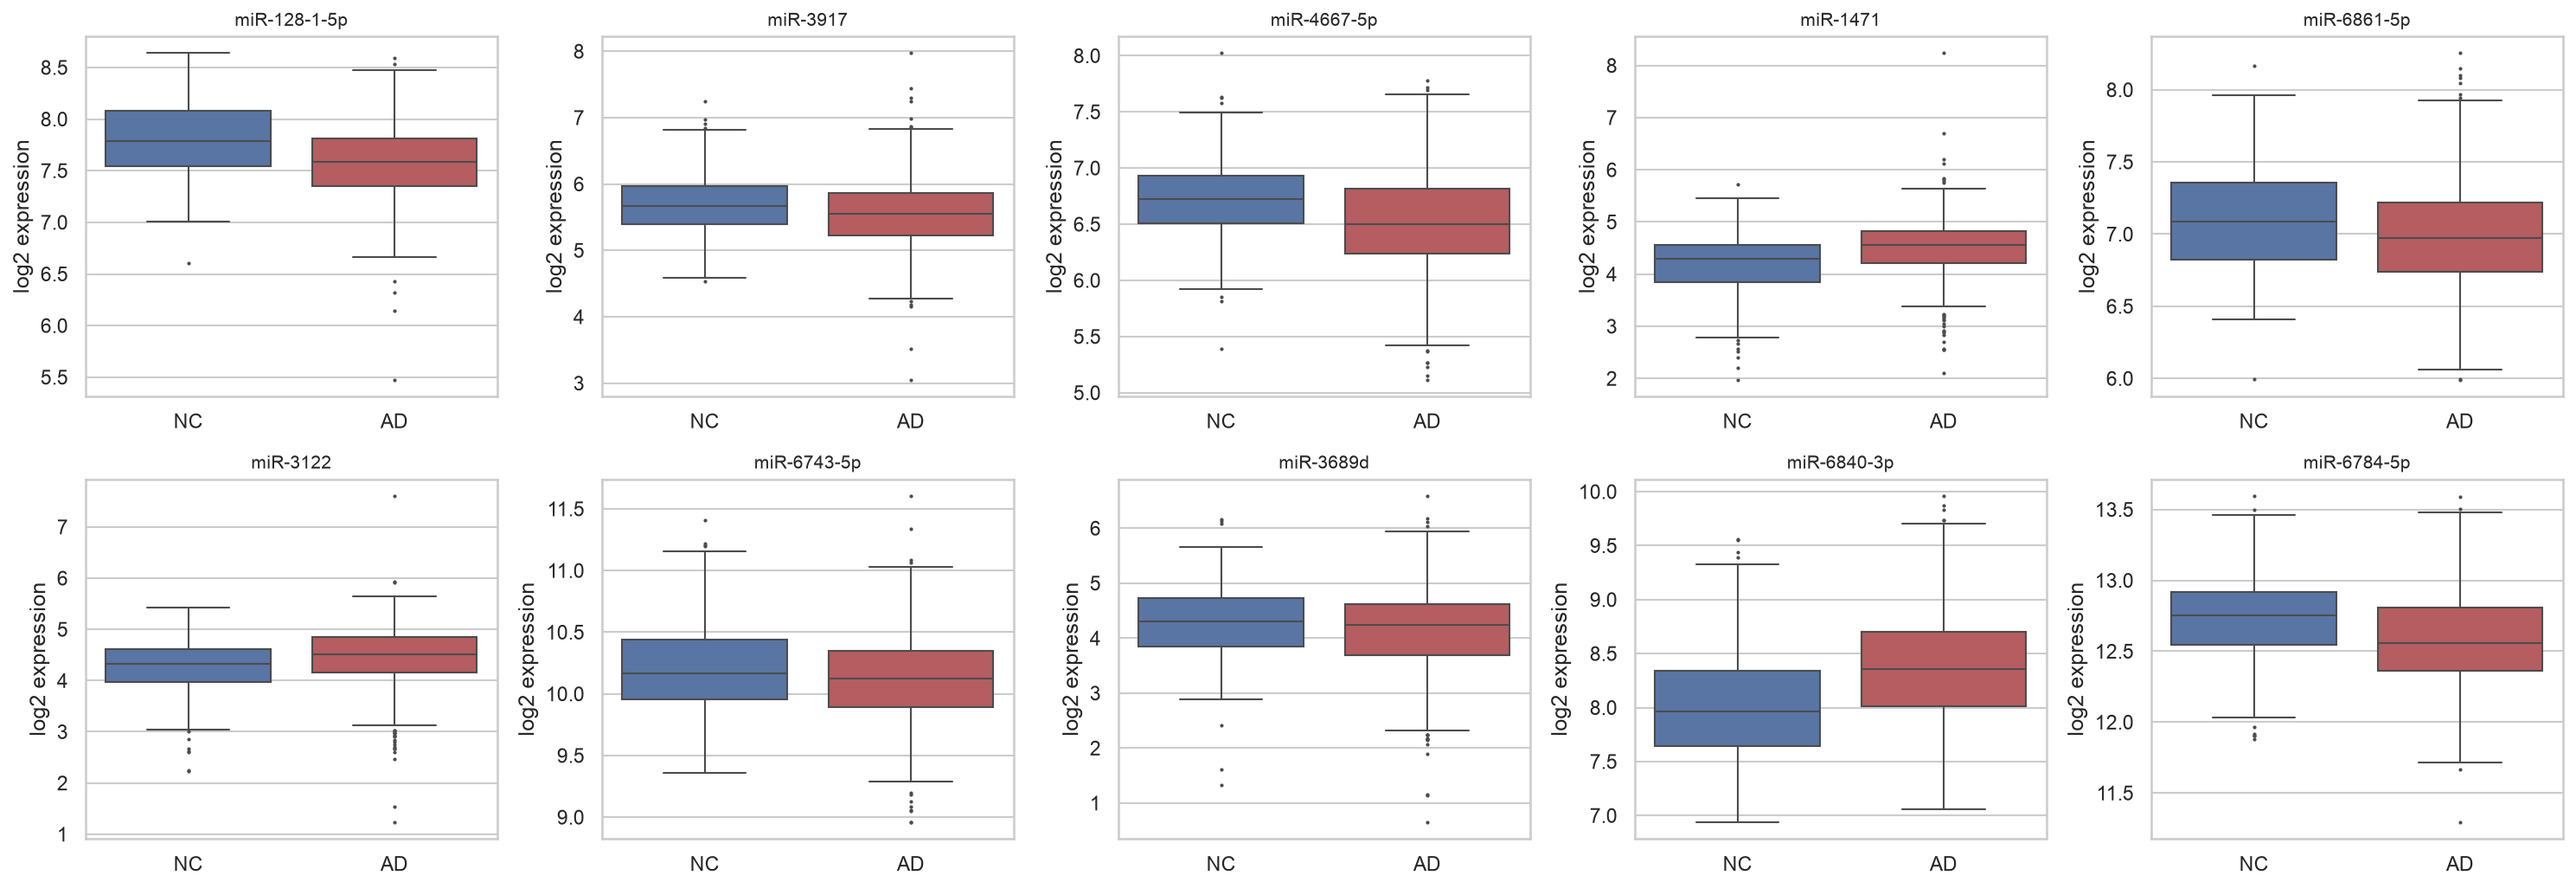 miR-128-1-5p
log2 expression
8.5
8.0
7.5
7.0
6.5
6.0
5.5
NC AD
miR-3917
log2 expression
8
7
6
5
4
3
NC AD
miR-4667-5p
log2 expression
8.0
7.5
7.0
6.5
6.0
5.5
5.0
NC AD
miR-1471
log2 expression
8
7
6
5
4
3
2
NC AD
miR-6861-5p
log2 expression
8.0
7.5
7.0
6.5
6.0
NC AD
miR-3122
log2 expression
7
6
5
4
3
2
1
NC AD
miR-6743-5p
log2 expression
11.5
11.0
10.5
10.0
9.5
9.0
NC AD
miR-3689d
log2 expression
6
5
4
3
2
1
NC AD
miR-6840-3p
log2 expression
10.0
9.5
9.0
8.5
8.0
7.5
7.0
NC AD
miR-6784-5p
log2 expression
13.5
13.0
12.5
12.0
11.5
NC AD